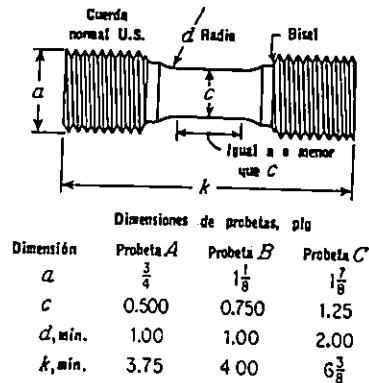 Cuerda
normal U.S.
d Radio
Bisel
a
c
Igual a o menor
que C
k
Dimensiones de probetas, plg
Dimensión Probeta A Probeta B Probeta C
a 3/4 1 1/8 1 7/8
c 0.500 0.750 1.25
d, min. 1.00 1.00 2.00
k, min. 3.75 4 00 6 3/8